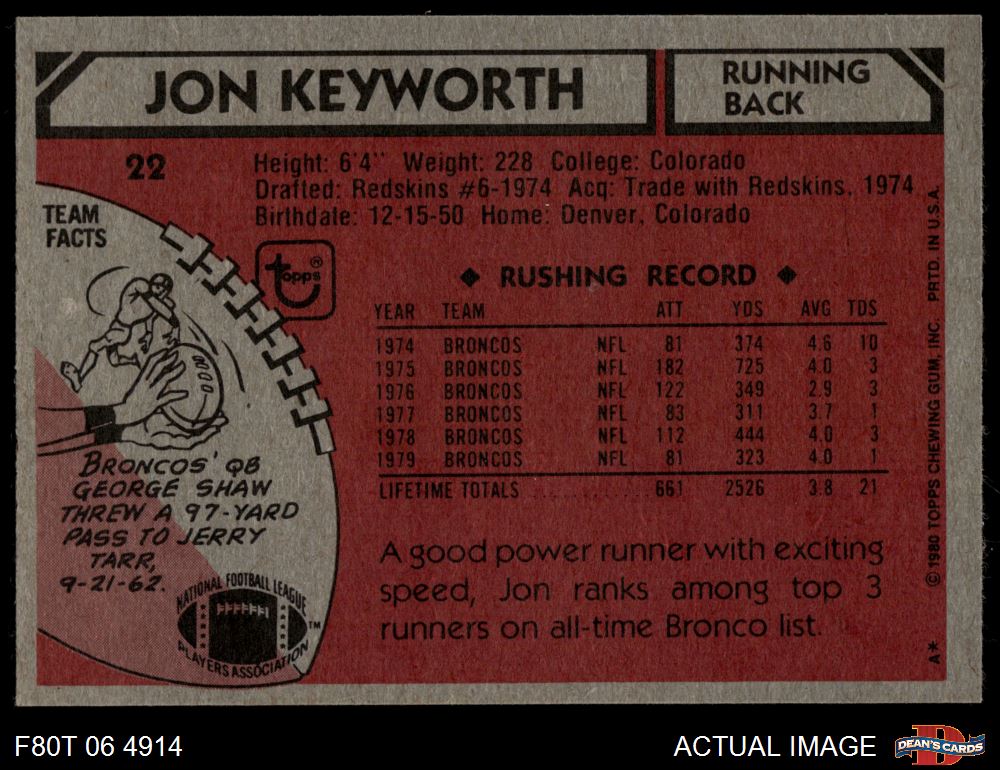 JON KEYWORTH
RUNNING
BACK
22
Height: 6'4" Weight: 228 College: Colorado
Drafted: Redskins #6-1974 Acq: Trade with Redskins, 1974
Birthdate: 12-15-50 Home: Denver, Colorado
TEAM
FACTS
topps®
◆ RUSHING RECORD ◆
YEAR TEAM ATT YDS AVG TDS
1974 BRONCOS NFL 81 374 4.6 10
1975 BRONCOS NFL 182 725 4.0 3
1976 BRONCOS NFL 122 349 2.9 3
1977 BRONCOS NFL 83 311 3.7 1
1978 BRONCOS NFL 112 444 4.0 3
1979 BRONCOS NFL 81 323 4.0 1
LIFETIME TOTALS ............ 661 2526 3.8 21
BRONCOS' QB
GEORGE SHAW
THREW A 97-YARD
PASS TO JERRY
TARR,
9-21-62.
NATIONAL FOOTBALL LEAGUE
PLAYERS ASSOCIATION
TM
A good power runner with exciting
speed, Jon ranks among top 3
runners on all-time Bronco list.
© 1980 TOPPS CHEWING GUM, INC. PRTD. IN U.S.A.
A*
F80T 06 4914
ACTUAL IMAGE
D
DEAN'S CARDS